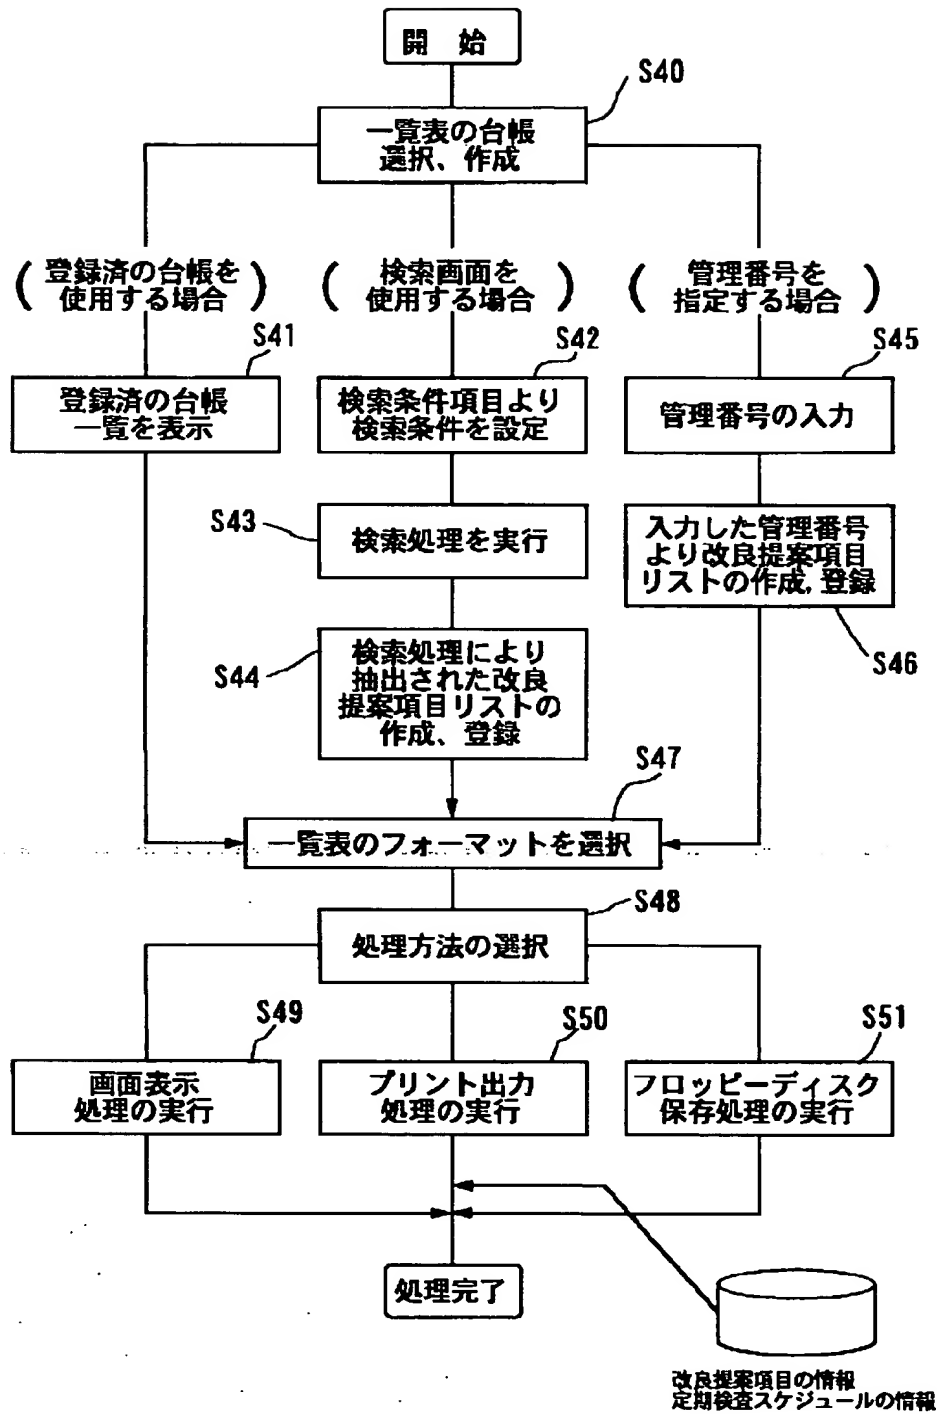 開 始
S40
一覧表の台帳
選択、作成
(登録済の台帳を
使用する場合)
(検索画面を
使用する場合)
(管理番号を
指定する場合)
S41
登録済の台帳
一覧を表示
S42
検索条件項目より
検索条件を設定
S45
管理番号の入力
S43
検索処理を実行
入力した管理番号
より改良提案項目
リストの作成,登録
S46
S44
検索処理により
抽出された改良
提案項目リストの
作成、登録
S47
一覧表のフォーマットを選択
S48
処理方法の選択
S49
画面表示
処理の実行
S50
プリント出力
処理の実行
S51
フロッピーディスク
保存処理の実行
処理完了
改良提案項目の情報
定期検査スケジュールの情報